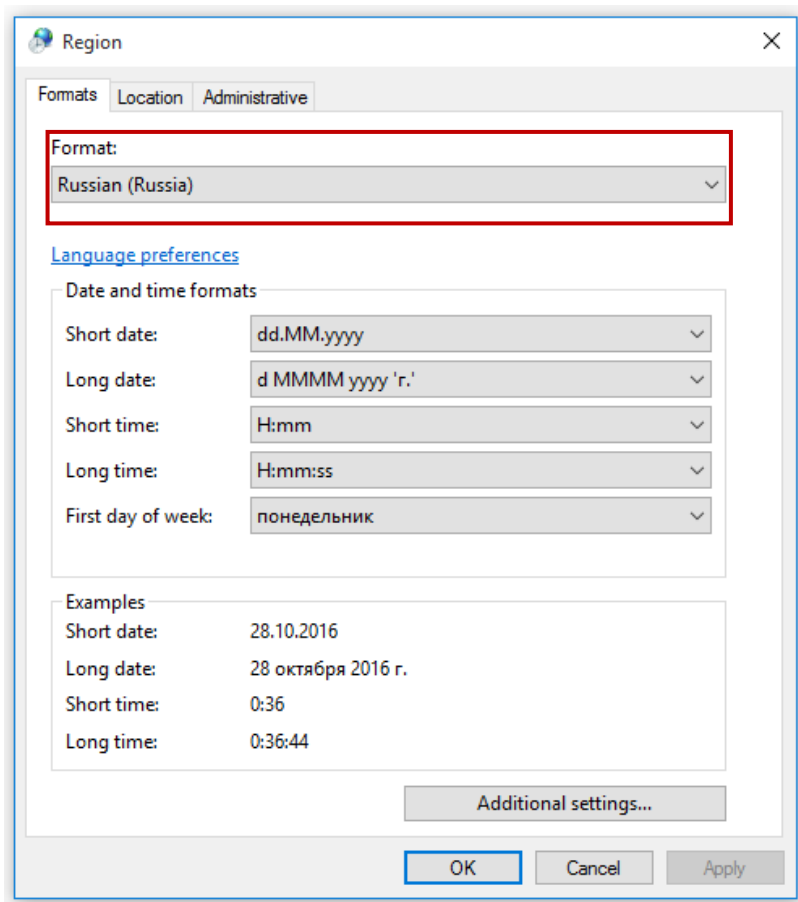 Region
Formats Location Administrative
Format:
Russian (Russia)
Language preferences
Date and time formats
Short date: dd.MM.yyyy
Long date: d MMMM yyyy 'г.'
Short time: H:mm
Long time: H:mm:ss
First day of week: понедельник
Examples
Short date: 28.10.2016
Long date: 28 октября 2016 г.
Short time: 0:36
Long time: 0:36:44
Additional settings...
OK Cancel Apply